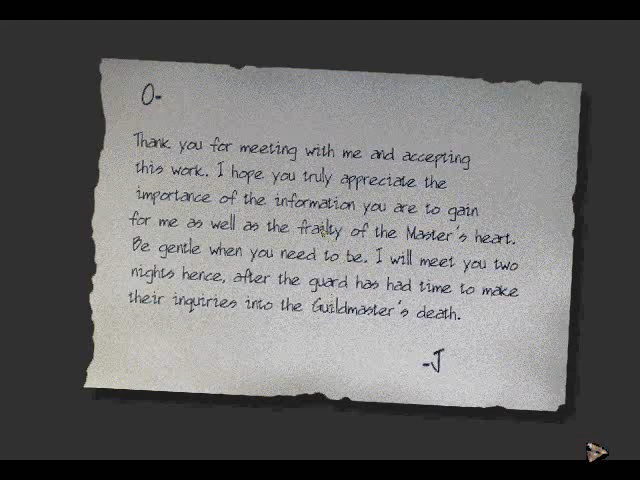 O-
Thank you for meeting with me and accepting
this work. I hope you truly appreciate the
importance of the information you are to gain
for me as well as the frailty of the Master's heart.
Be gentle when you need to be. I will meet you two
nights hence, after the guard has had time to make
their inquiries into the Guildmaster's death.
-J